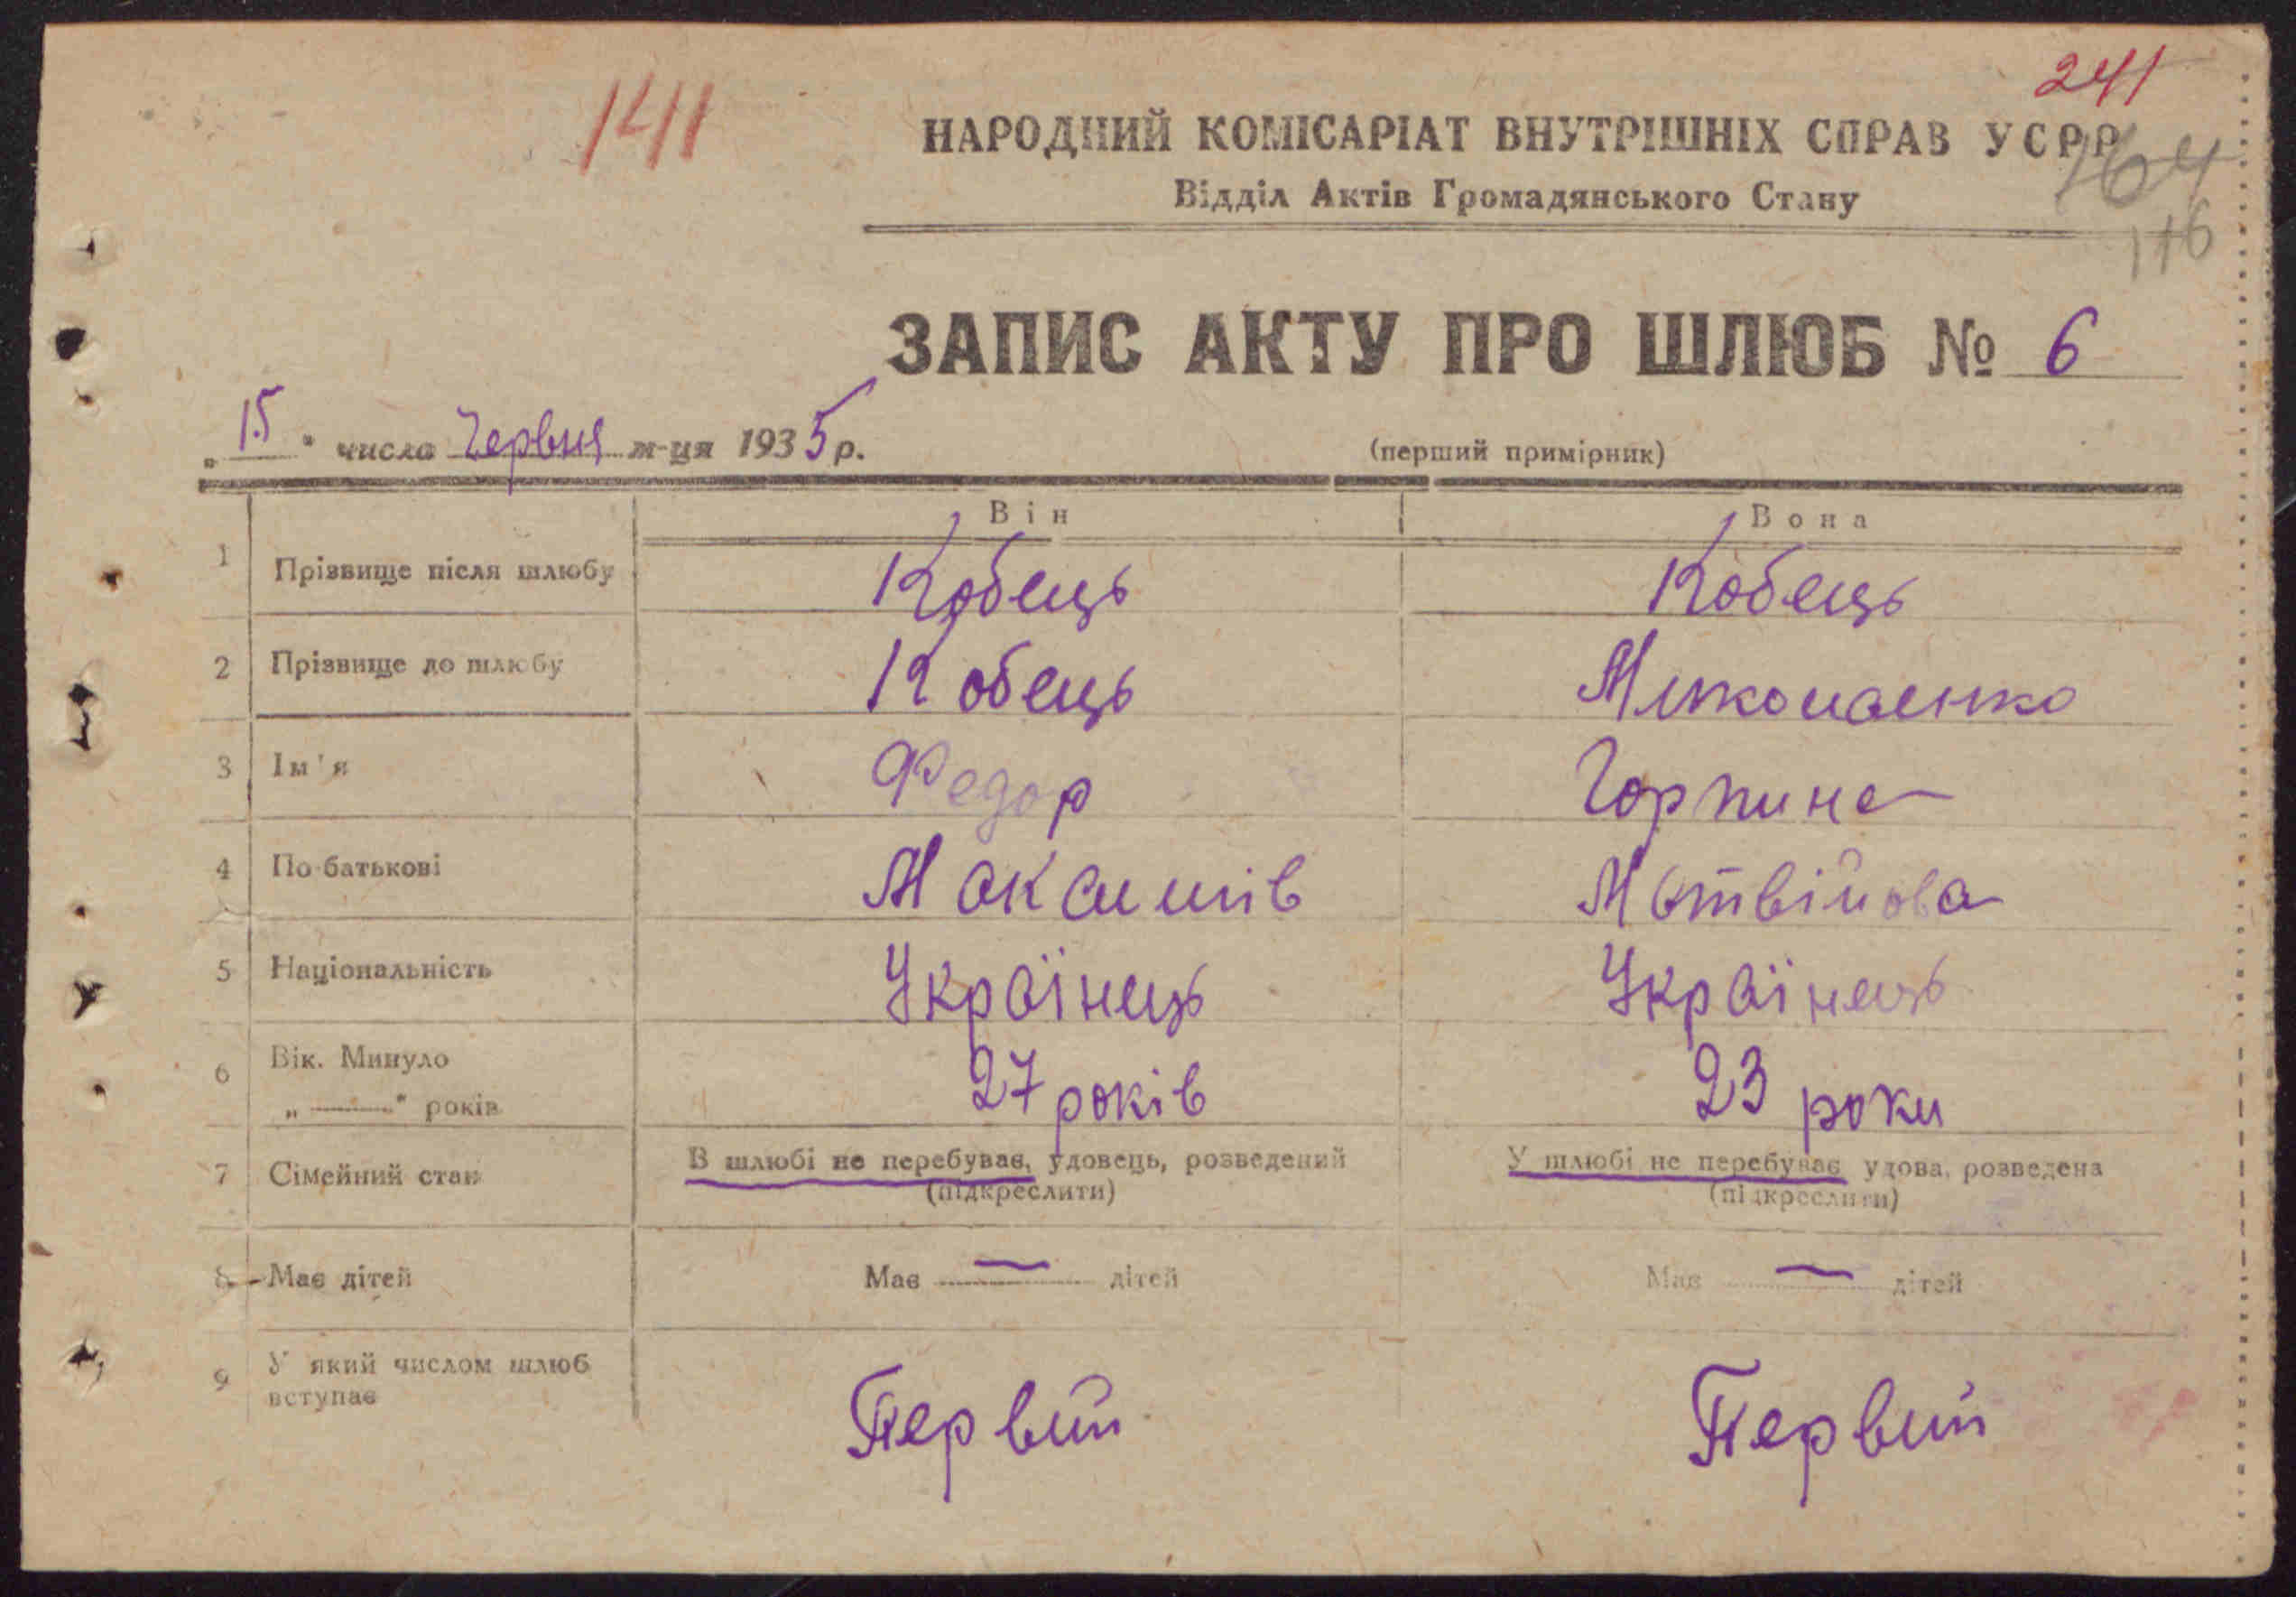 141
241
НАРОДНИЙ КОМІСАРІАТ ВНУТРІШНІХ СПРАВ УСРР
164
Відділ Актів Громадянського Стану
176
ЗАПИС АКТУ ПРО ШЛЮБ № 6
„15" числа Червня м-ця 1935 р.
(перший примірник)
Він Вона
1 Прізвище після шлюбу Кобець Кобець
2 Прізвище до шлюбу Кобець
3 Ім'я Федор Горпина
4 По-батькові Максимів Матвійова
5 Національність Українець Українець
6 Вік. Минуло
„ — " років 27 років 23 роки
7 Сімейний стан В шлюбі не перебував, удовець, розведений У шлюбі не перебував удова, розведена
(підкреслити) (підкреслити)
8 Має дітей Має — дітей Має — дітей
9 У який числом шлюб
вступає Первий Первий